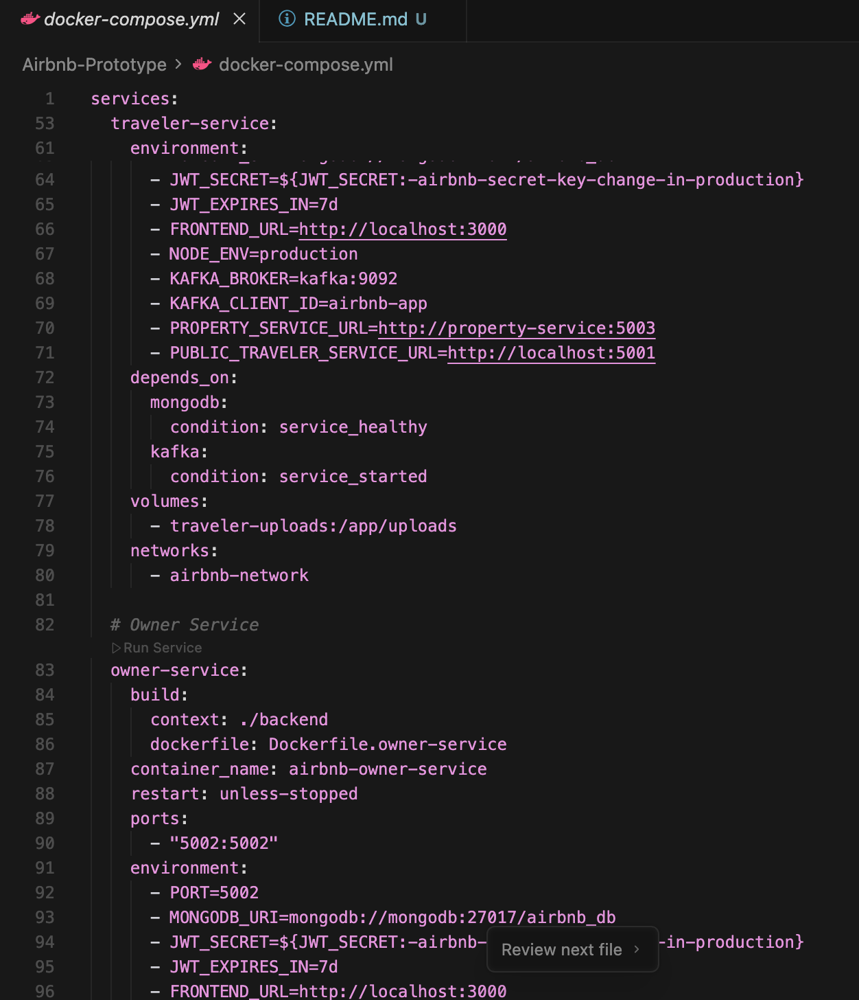 docker-compose.yml
README.md U
Airbnb-Prototype > docker-compose.yml
1 services:
53 traveler-service:
61 environment:
64 - JWT_SECRET=${JWT_SECRET:-airbnb-secret-key-change-in-production}
65 - JWT_EXPIRES_IN=7d
66 - FRONTEND_URL=http://localhost:3000
67 - NODE_ENV=production
68 - KAFKA_BROKER=kafka:9092
69 - KAFKA_CLIENT_ID=airbnb-app
70 - PROPERTY_SERVICE_URL=http://property-service:5003
71 - PUBLIC_TRAVELER_SERVICE_URL=http://localhost:5001
72 depends_on:
73 mongodb:
74 condition: service_healthy
75 kafka:
76 condition: service_started
77 volumes:
78 - traveler-uploads:/app/uploads
79 networks:
80 - airbnb-network
81
82 # Owner Service
Run Service
83 owner-service:
84 build:
85 context: ./backend
86 dockerfile: Dockerfile.owner-service
87 container_name: airbnb-owner-service
88 restart: unless-stopped
89 ports:
90 - "5002:5002"
91 environment:
92 - PORT=5002
93 - MONGODB_URI=mongodb://mongodb:27017/airbnb_db
94 - JWT_SECRET=${JWT_SECRET:-airbnb- -in-production}
Review next file >
95 - JWT_EXPIRES_IN=7d
96 - FRONTEND_URL=http://localhost:3000